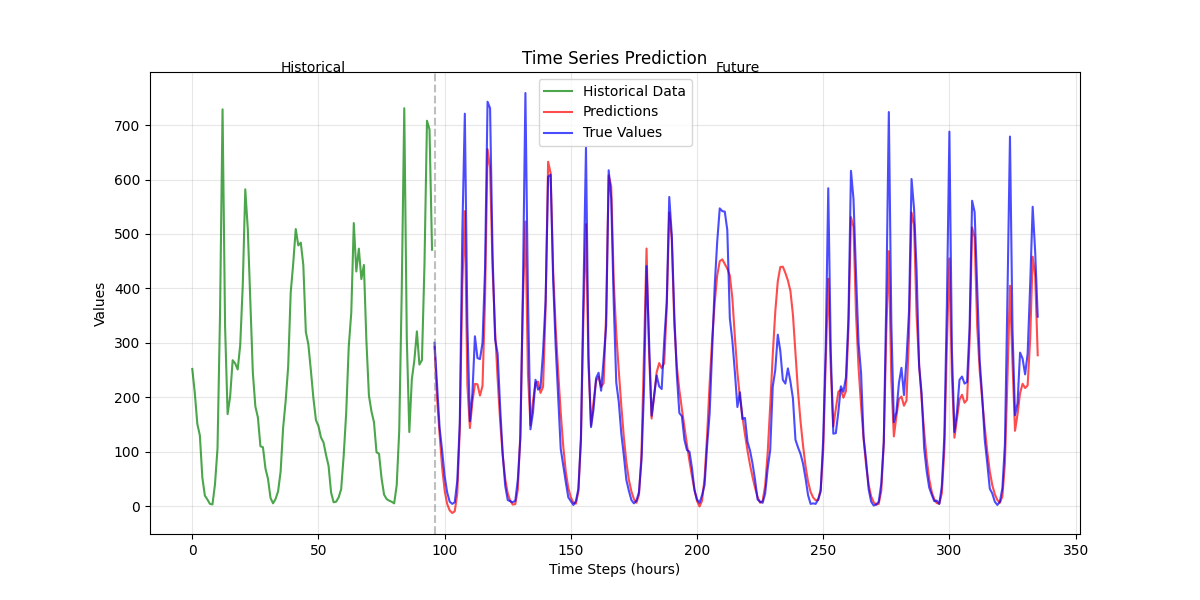 Time Series Prediction
Historical
Future
Historical Data
Predictions
True Values
Values
700
600
500
400
300
200
100
0
0
50
100
150
200
250
300
350
Time Steps (hours)